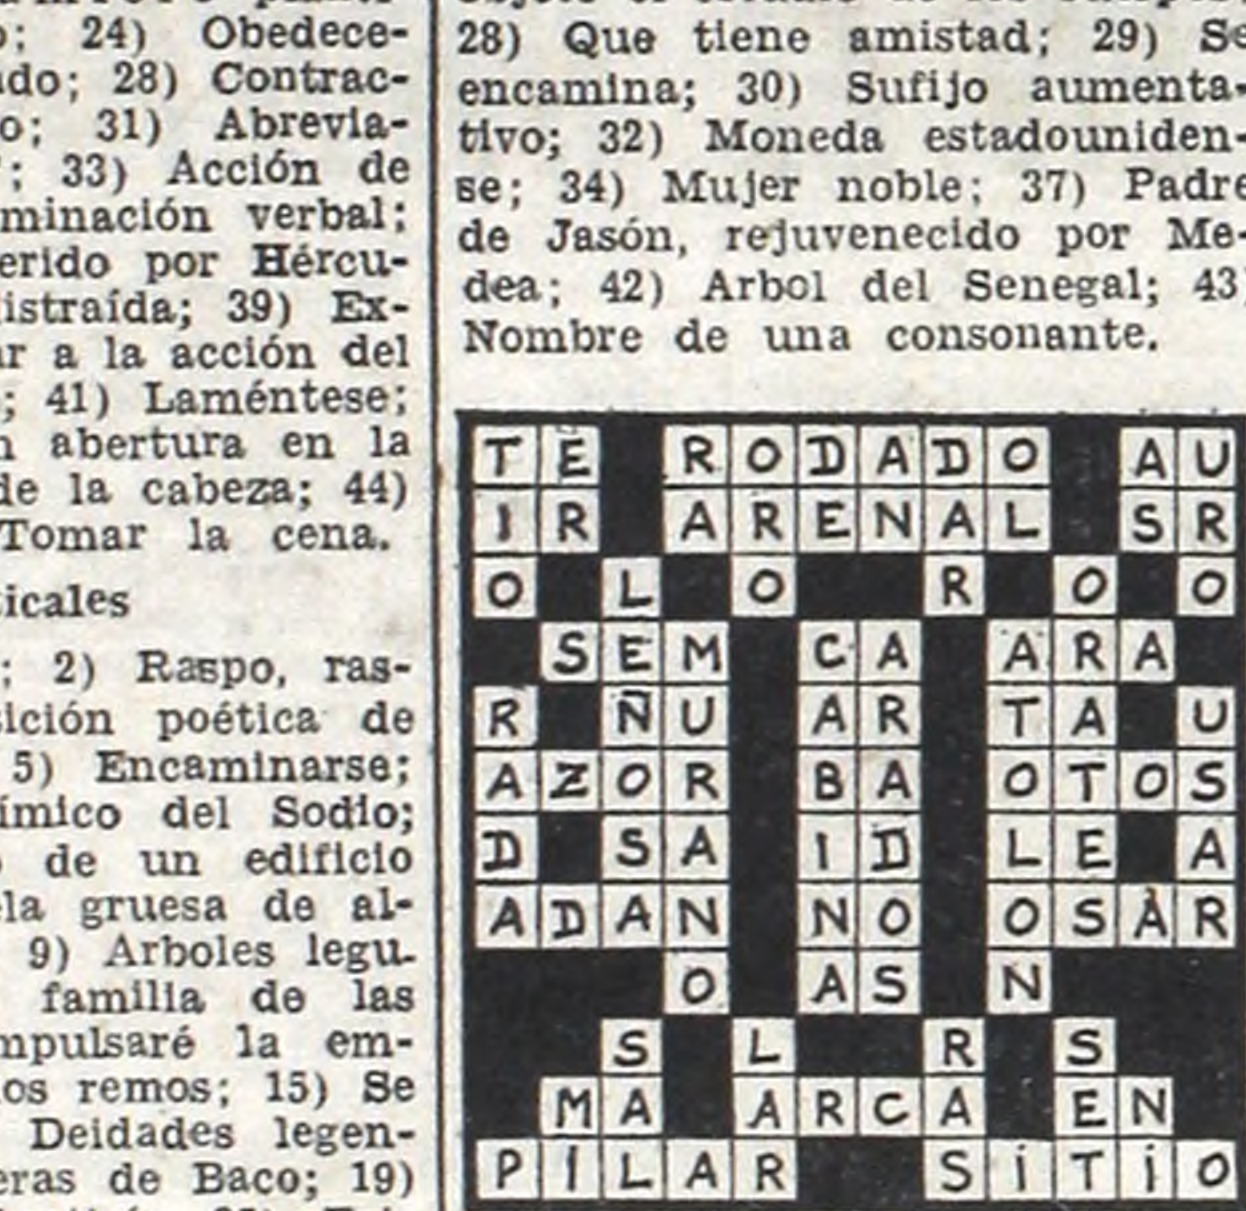 24) Obedece-
ado; 28) Contrac-
o; 31) Abrevia-
; 33) Acción de
minación verbal;
erido por Hércu-
istraída; 39) Ex-
ar a la acción del
; 41) Laméntese;
n abertura en la
de la cabeza; 44)
Tomar la cena.
icales
; 2) Raspo, ras-
sición poética de
5) Encaminarse;
ímico del Sodio;
o de un edificio
ela gruesa de al-
9) Arboles legu-
familia de las
mpulsaré la em-
los remos; 15) Se
Deidades legen-
eras de Baco; 19)
28) Que tiene amistad; 29) Se
encamina; 30) Sufijo aumenta-
tivo; 32) Moneda estadouniden-
se; 34) Mujer noble; 37) Padre
de Jasón, rejuvenecido por Me-
dea; 42) Arbol del Senegal; 43)
Nombre de una consonante.
TE RODADO AU
IR ARENAL SR
O L O R O O
SEM CA ARA
R ÑU AR TA U
AZOR BA OTOS
D SA ID LE A
ADAN NO OSAR
O AS N
S L R S
MA ARCA EN
PILAR SITIO